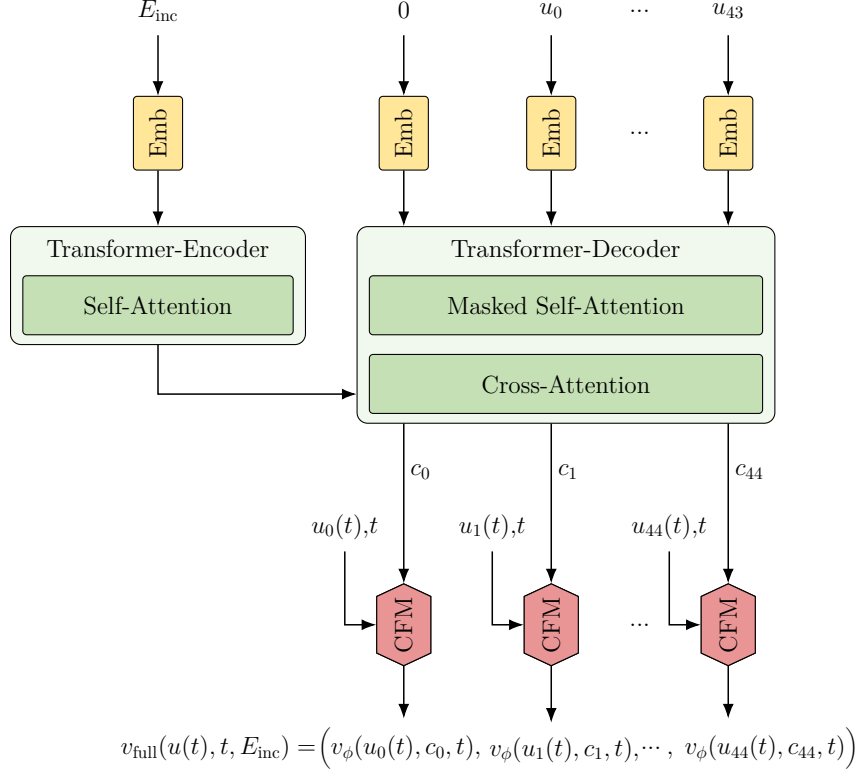 E_inc 0 u_0 ... u_43
Emb Emb Emb ... Emb
Transformer-Encoder Transformer-Decoder
Self-Attention Masked Self-Attention
Cross-Attention
c_0 c_1 c_44
u_0(t),t u_1(t),t u_44(t),t
CFM CFM ... CFM
v_full(u(t), t, E_inc) = (v_ϕ(u_0(t), c_0, t), v_ϕ(u_1(t), c_1, t), ⋯ , v_ϕ(u_44(t), c_44, t))